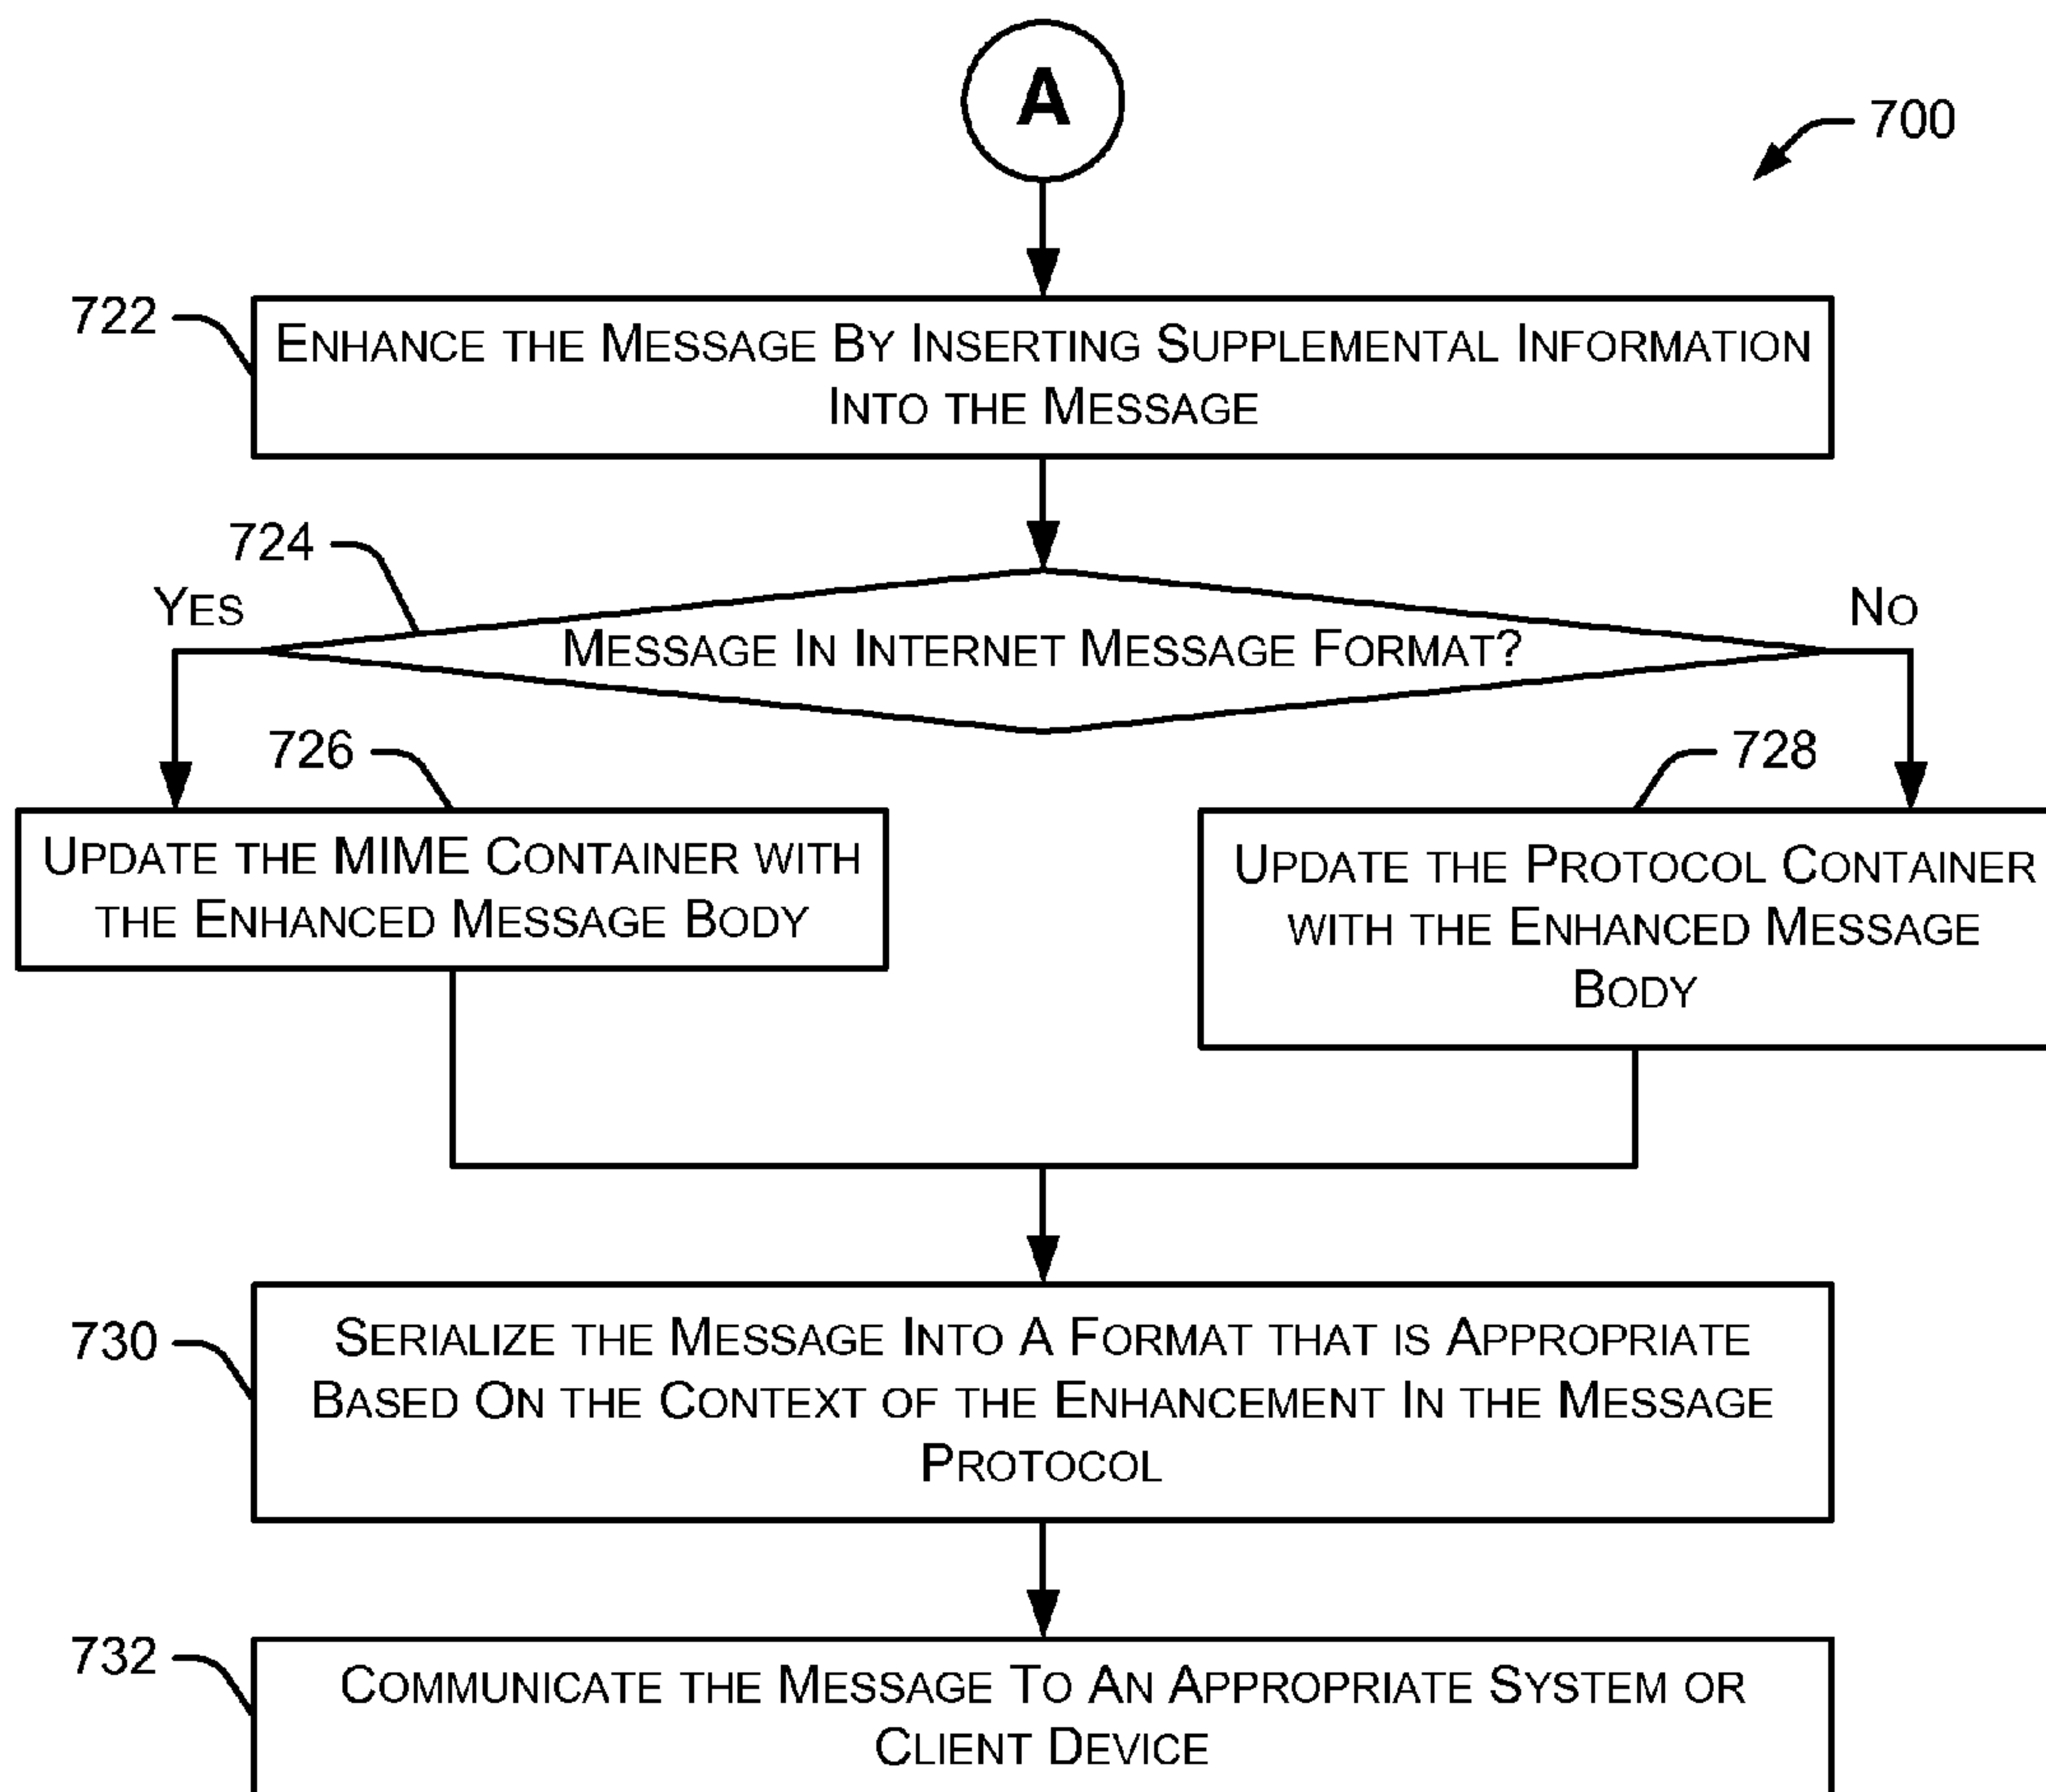 A
700
722
ENHANCE THE MESSAGE BY INSERTING SUPPLEMENTAL INFORMATION
INTO THE MESSAGE
724
YES
NO
MESSAGE IN INTERNET MESSAGE FORMAT?
726
728
UPDATE THE MIME CONTAINER WITH
THE ENHANCED MESSAGE BODY
UPDATE THE PROTOCOL CONTAINER
WITH THE ENHANCED MESSAGE
BODY
730
SERIALIZE THE MESSAGE INTO A FORMAT THAT IS APPROPRIATE
BASED ON THE CONTEXT OF THE ENHANCEMENT IN THE MESSAGE
PROTOCOL
732
COMMUNICATE THE MESSAGE TO AN APPROPRIATE SYSTEM OR
CLIENT DEVICE